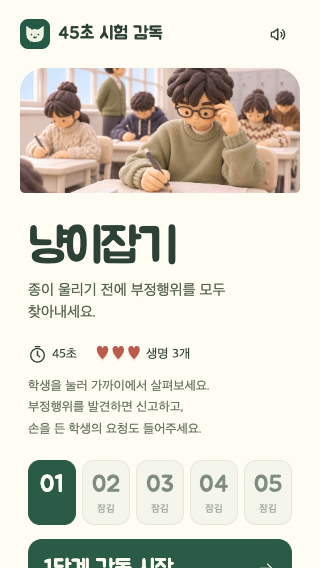 45초 시험 감독
냥이잡기
종이 울리기 전에 부정행위를 모두
찾아내세요.
45초 생명 3개
학생을 눌러 가까이에서 살펴보세요.
부정행위를 발견하면 신고하고,
손을 든 학생의 요청도 들어주세요.
01 02 03 04 05
잠김 잠김 잠김 잠김
1단계 감독 시작